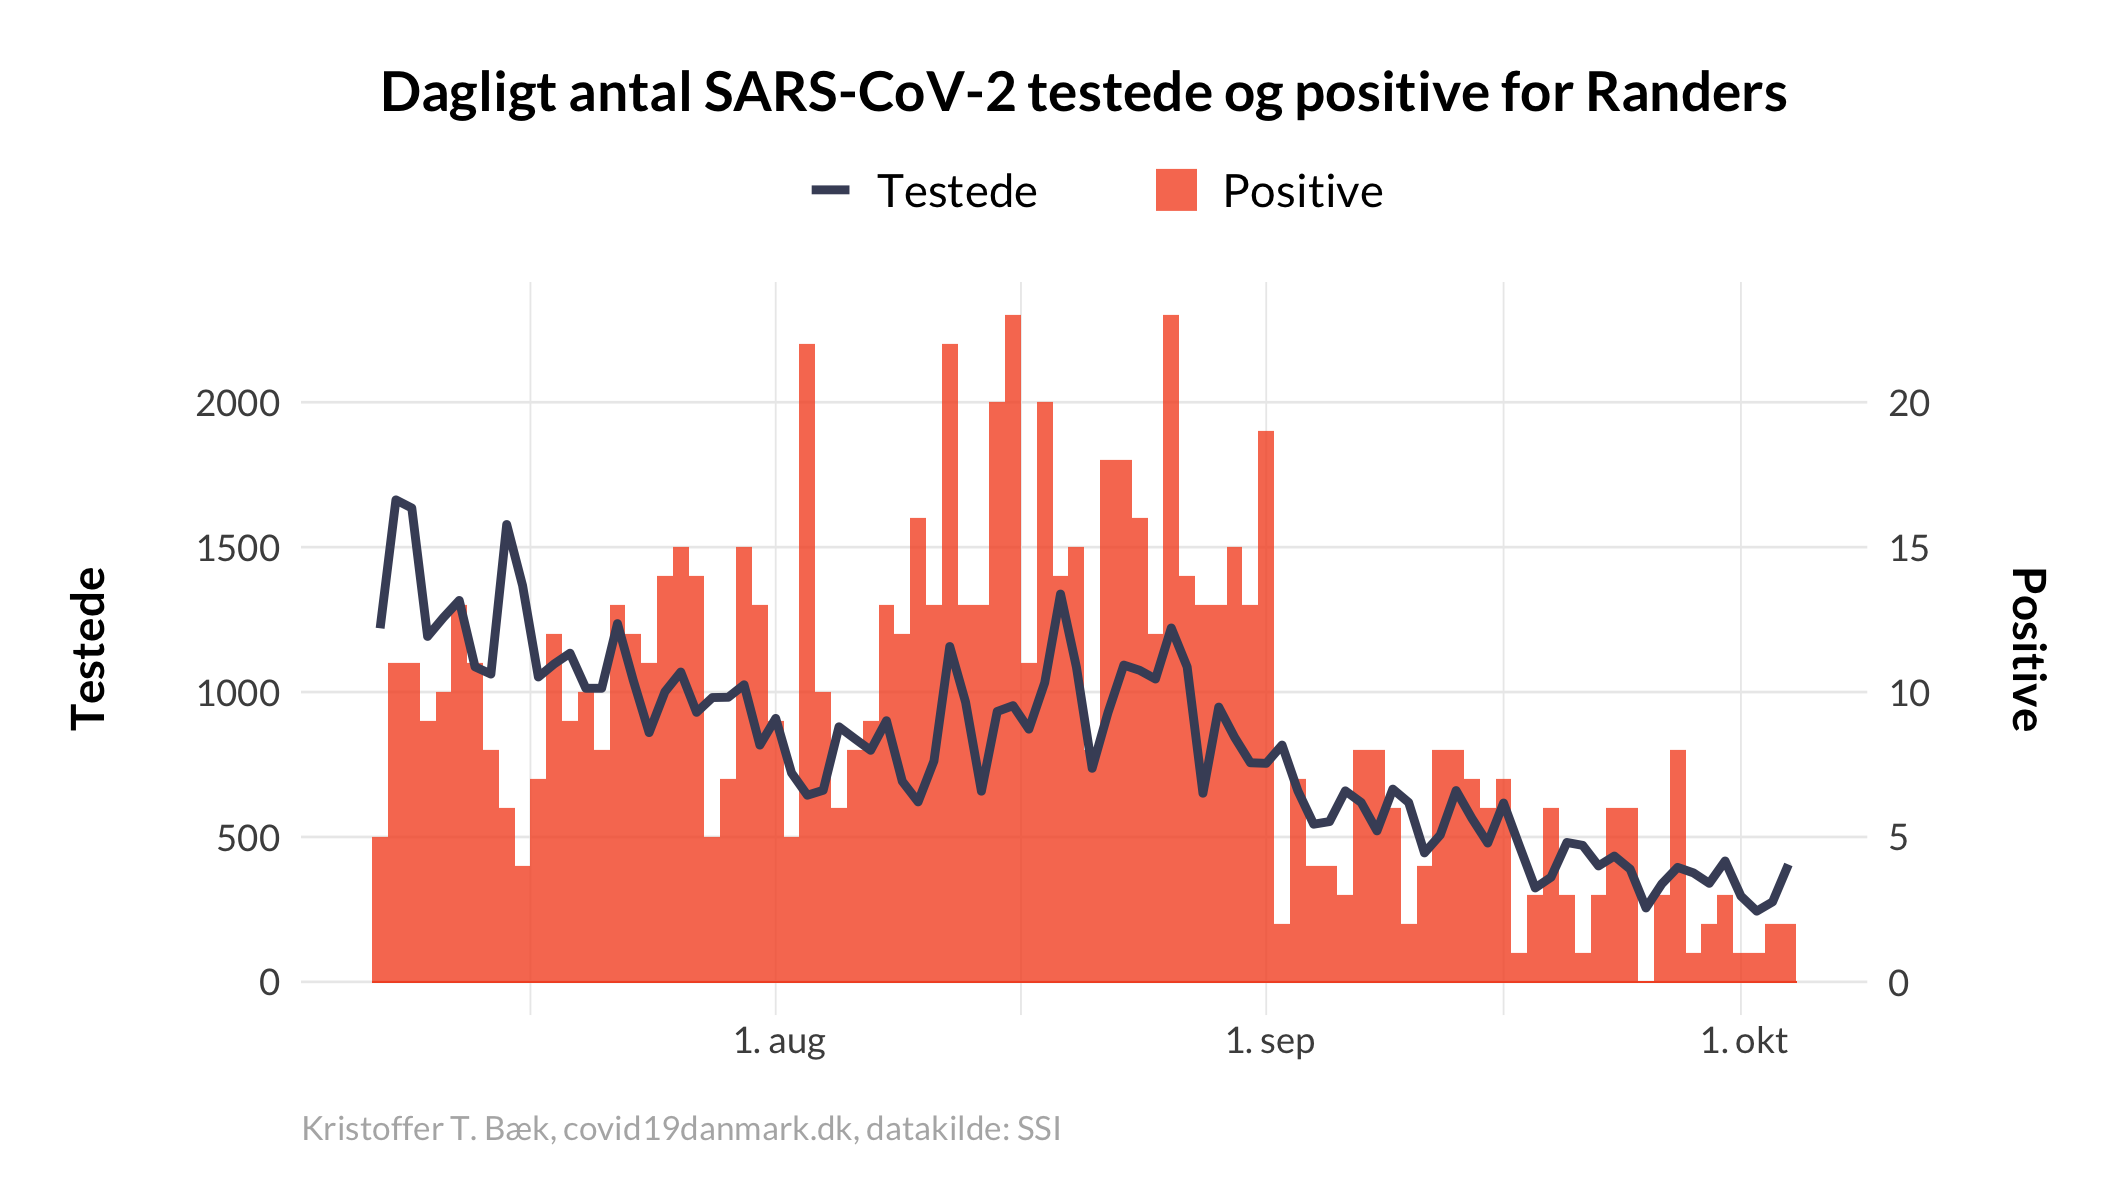 Dagligt antal SARS-CoV-2 testede og positive for Randers
Testede
Positive
2000
1500
1000
500
0
Testede
20
15
10
5
0
Positive
1. aug
1. sep
1. okt
Kristoffer T. Bæk, covid19danmark.dk, datakilde: SSI